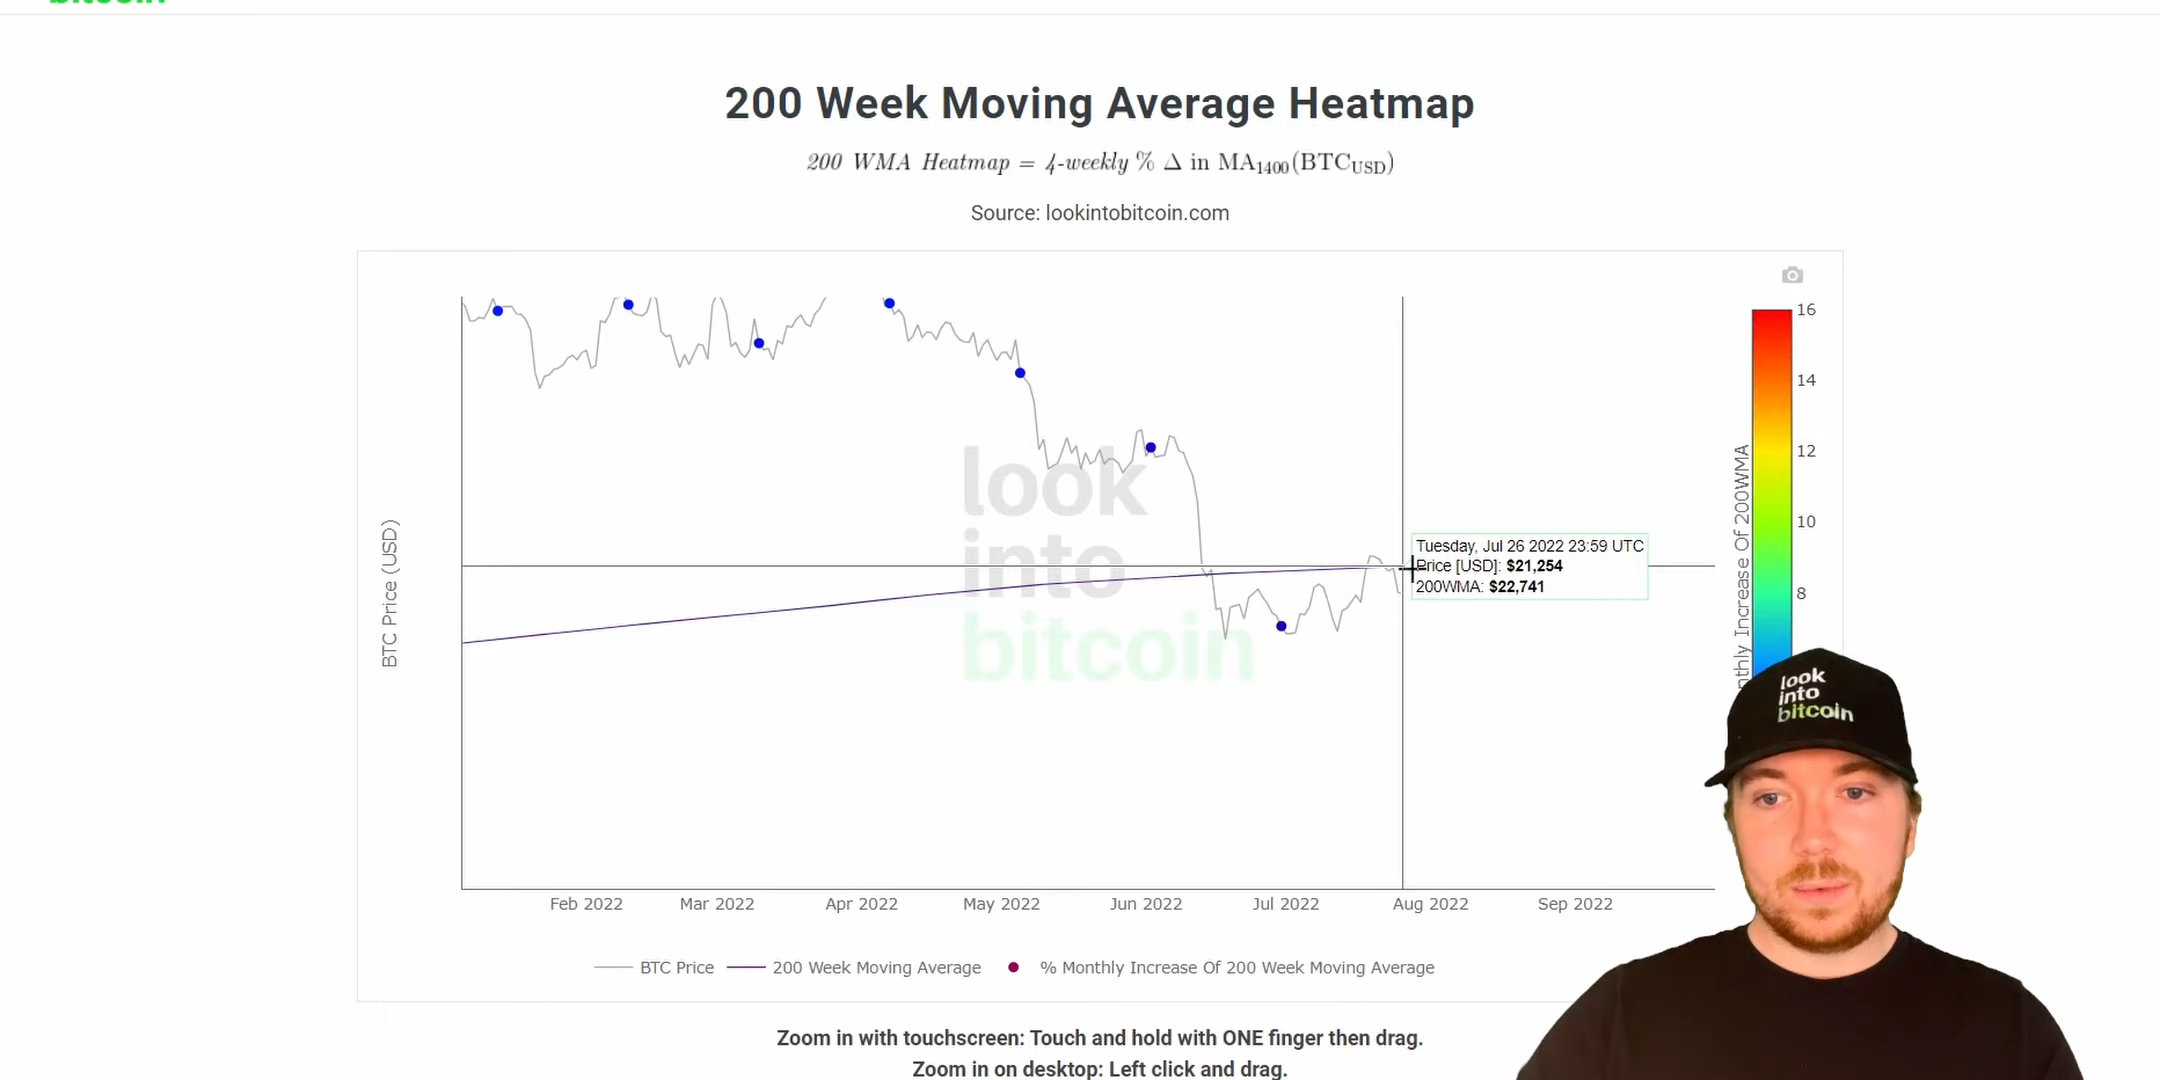 bitcoin
200 Week Moving Average Heatmap
200 WMA Heatmap = 4-weekly % Δ in MA1400(BTCUSD)
Source: lookintobitcoin.com
16
14
12
10
8
BTC Price (USD)
nthly Increase Of 200WMA
look
into
bitcoin
Tuesday, Jul 26 2022 23:59 UTC
Price [USD]: $21,254
200WMA: $22,741
look
into
bitcoin
Feb 2022
Mar 2022
Apr 2022
May 2022
Jun 2022
Jul 2022
Aug 2022
Sep 2022
BTC Price
200 Week Moving Average
% Monthly Increase Of 200 Week Moving Average
Zoom in with touchscreen: Touch and hold with ONE finger then drag.
Zoom in on desktop: Left click and drag.